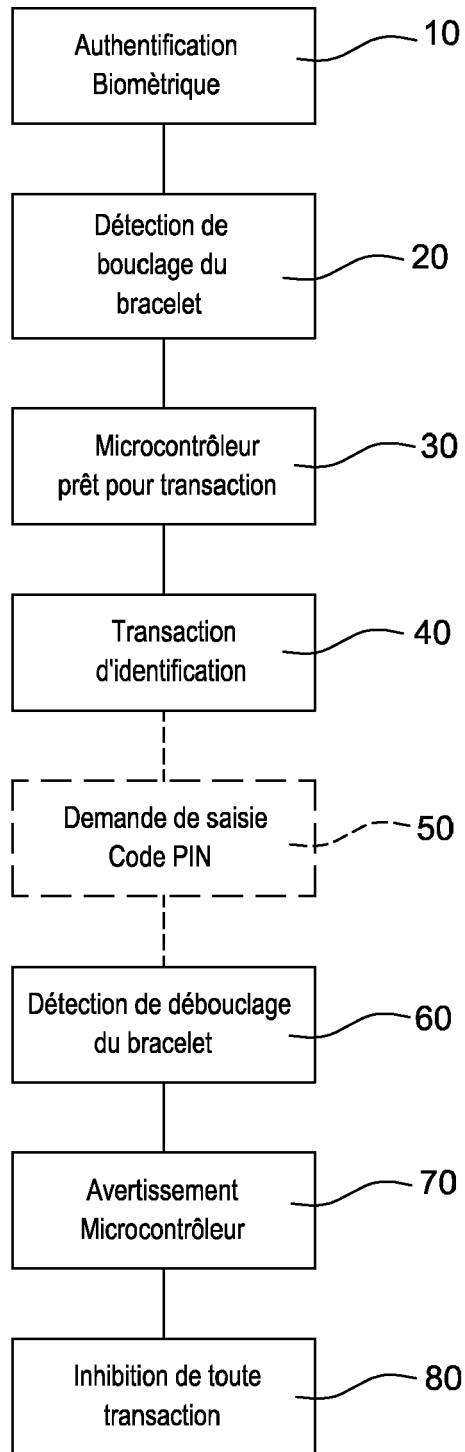 Authentification
Biomètrique
10
Détection de
bouclage du
bracelet
20
Microcontrôleur
prêt pour transaction
30
Transaction
d'identification
40
Demande de saisie
Code PIN
50
Détection de débouclage
du bracelet
60
Avertissement
Microcontrôleur
70
Inhibition de toute
transaction
80